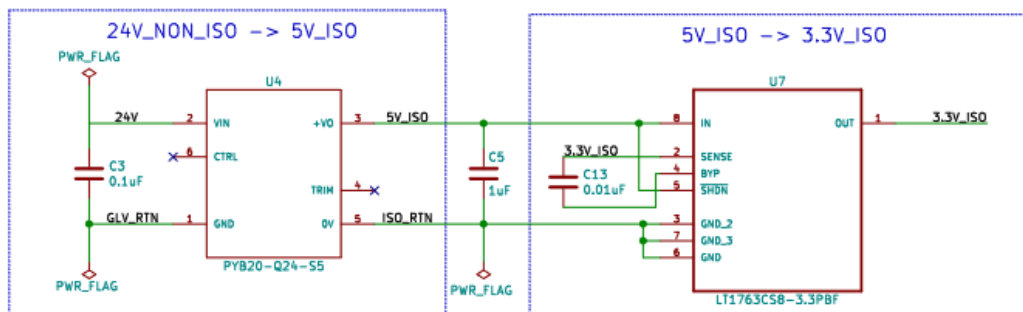 24V_NON_ISO -> 5V_ISO
5V_ISO -> 3.3V_ISO
PWR_FLAG
U4
U7
24V
2
VIN
+VO
3
5V_ISO
8
IN
OUT
1
3.3V_ISO
6
CTRL
3.3V_ISO
2
SENSE
C3
0.1uF
C5
1uF
C13
0.01uF
4
BYP
TRIM
4
5
SHDN
GLV_RTN
1
GND
0V
5
ISO_RTN
3
GND_2
7
GND_3
6
GND
PYB20-Q24-S5
PWR_FLAG
PWR_FLAG
LT1763CS8-3.3PBF